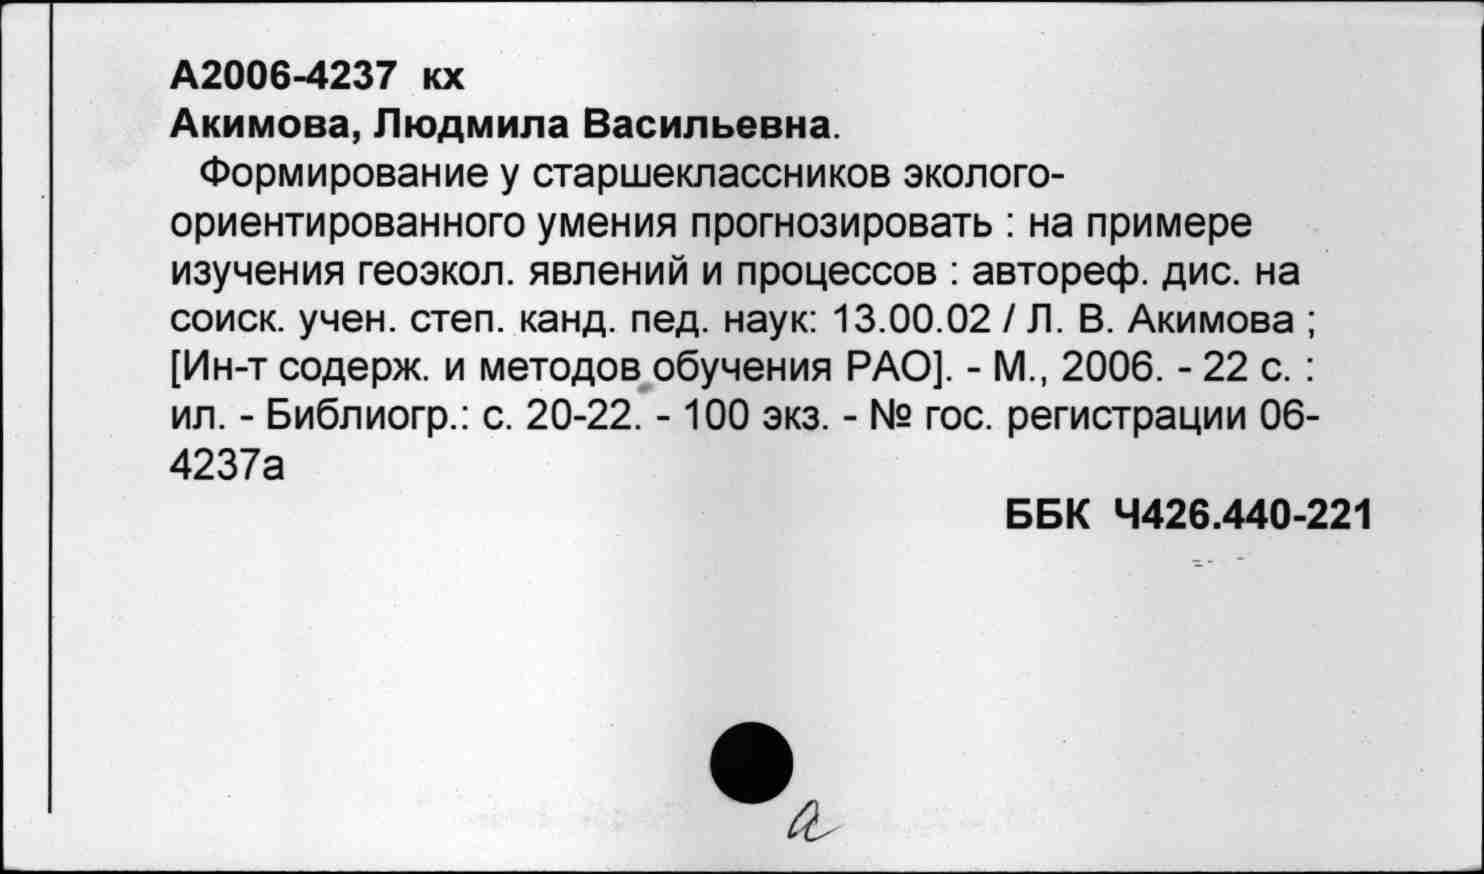 А2006-4237 кх
Акимова, Людмила Васильевна.
Формирование у старшеклассников эколого-
ориентированного умения прогнозировать : на примере
изучения геоэкол. явлений и процессов : автореф. дис. на
соиск. учен. степ. канд. пед. наук: 13.00.02 / Л. В. Акимова ;
[Ин-т содерж. и методов обучения РАО]. - М., 2006. - 22 с. :
ил. - Библиогр.: с. 20-22. - 100 экз. - № гос. регистрации 06-
4237а
ББК Ч426.440-221
а